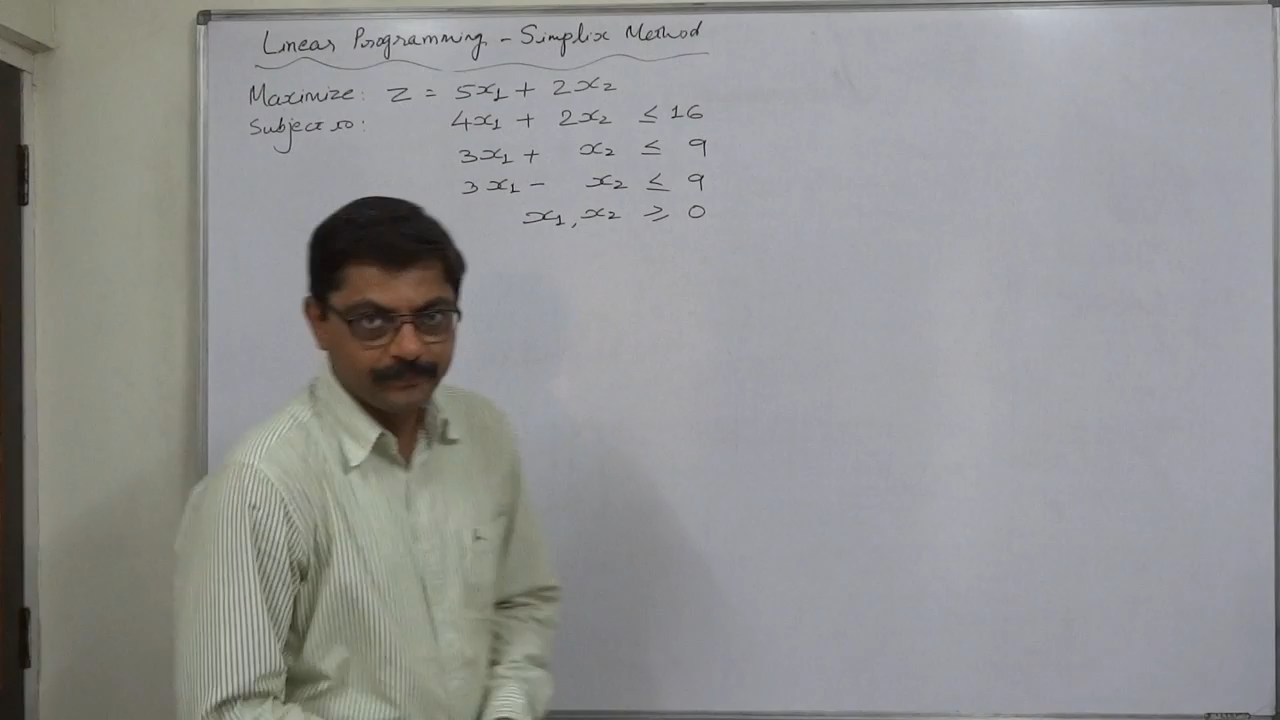 Linear Programming - Simplix Method
Maximize: Z = 5x₁ + 2x₂
Subject to: 4x₁ + 2x₂ ≤ 16
3x₁ + x₂ ≤ 9
3x₁ - x₂ ≤ 9
x₁, x₂ ≥ 0